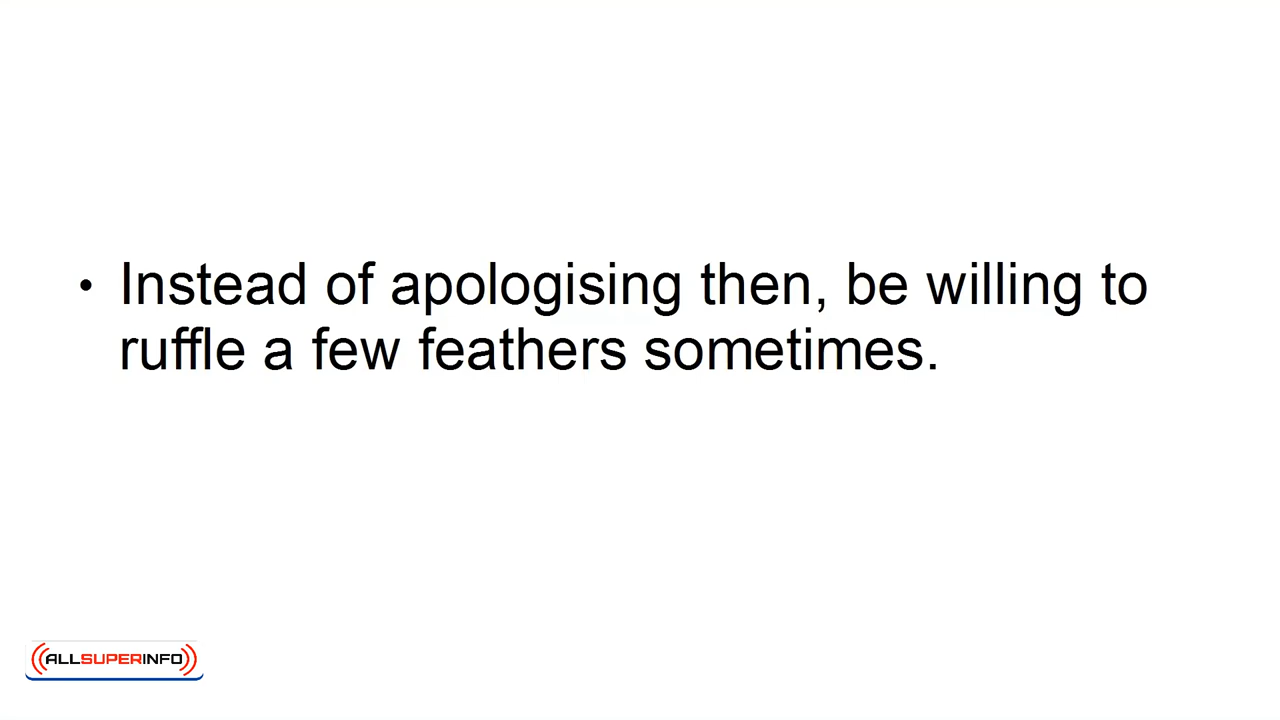 • Instead of apologising then, be willing to
ruffle a few feathers sometimes.
ALLSUPERINFO